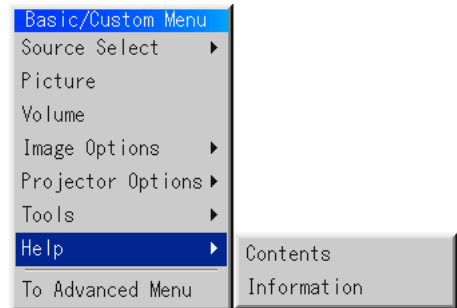 Basic/Custom Menu
Source Select
Picture
Volume
Image Options
Projector Options
Tools
Help
To Advanced Menu
Contents
Information